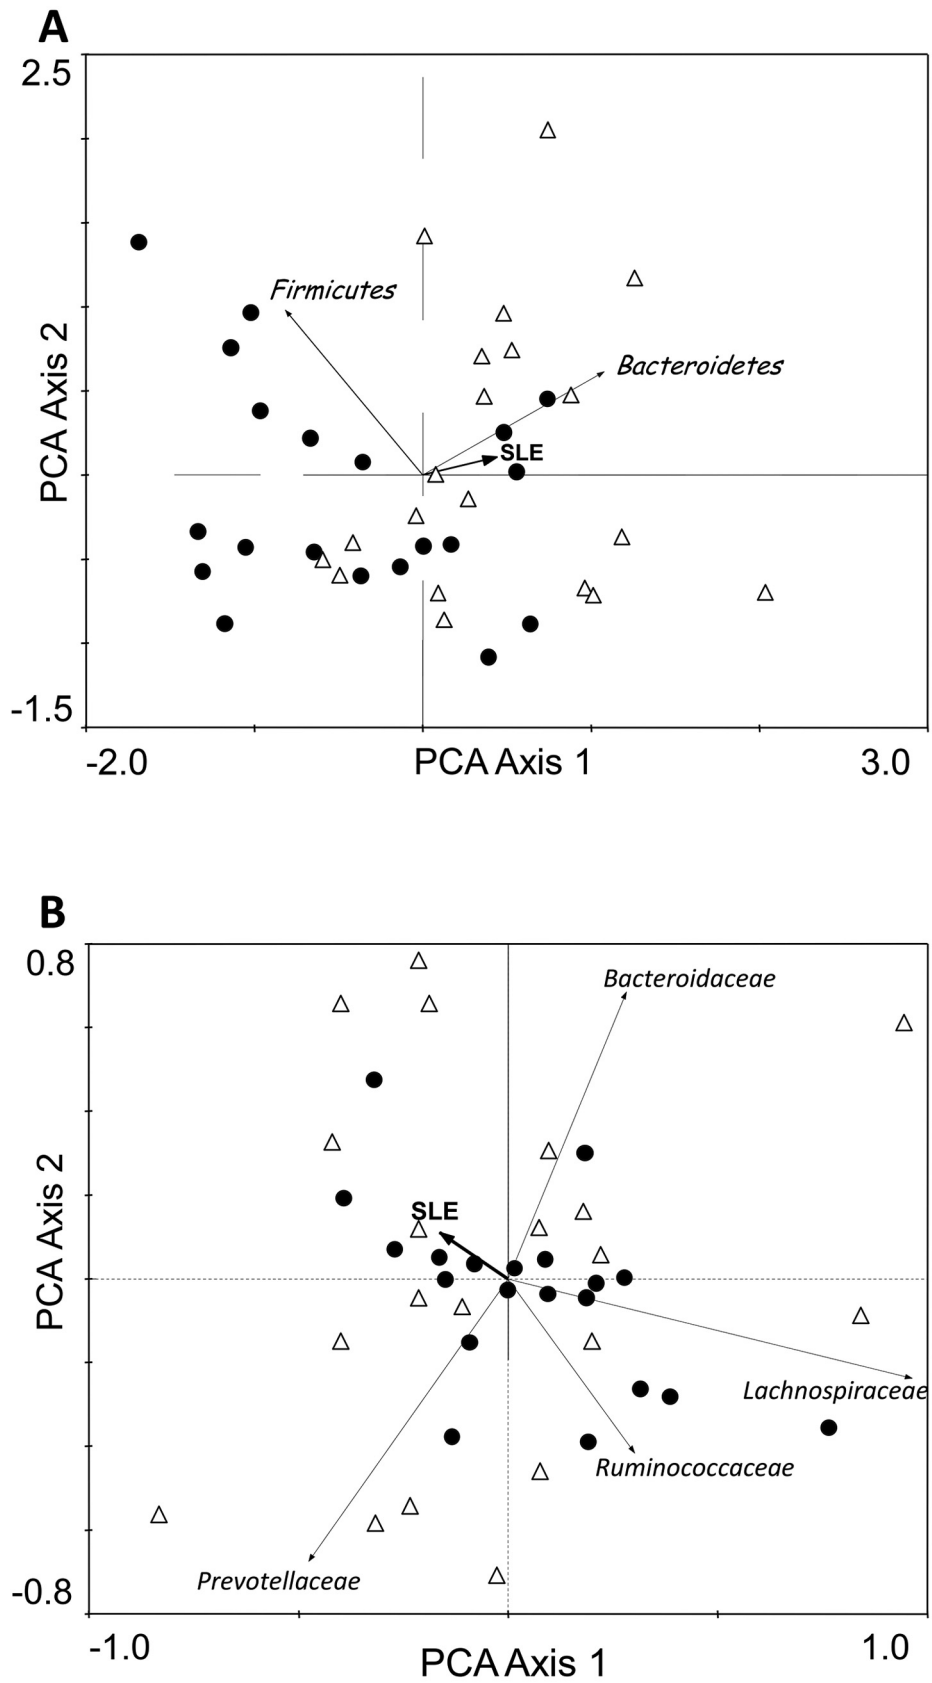 A
2.5
Firmicutes
Bacteroidetes
SLE
PCA Axis 2
-1.5
-2.0
PCA Axis 1
3.0
B
0.8
Bacteroidaceae
SLE
PCA Axis 2
Lachnospiraceae
Ruminococcaceae
Prevotellaceae
-0.8
-1.0
PCA Axis 1
1.0